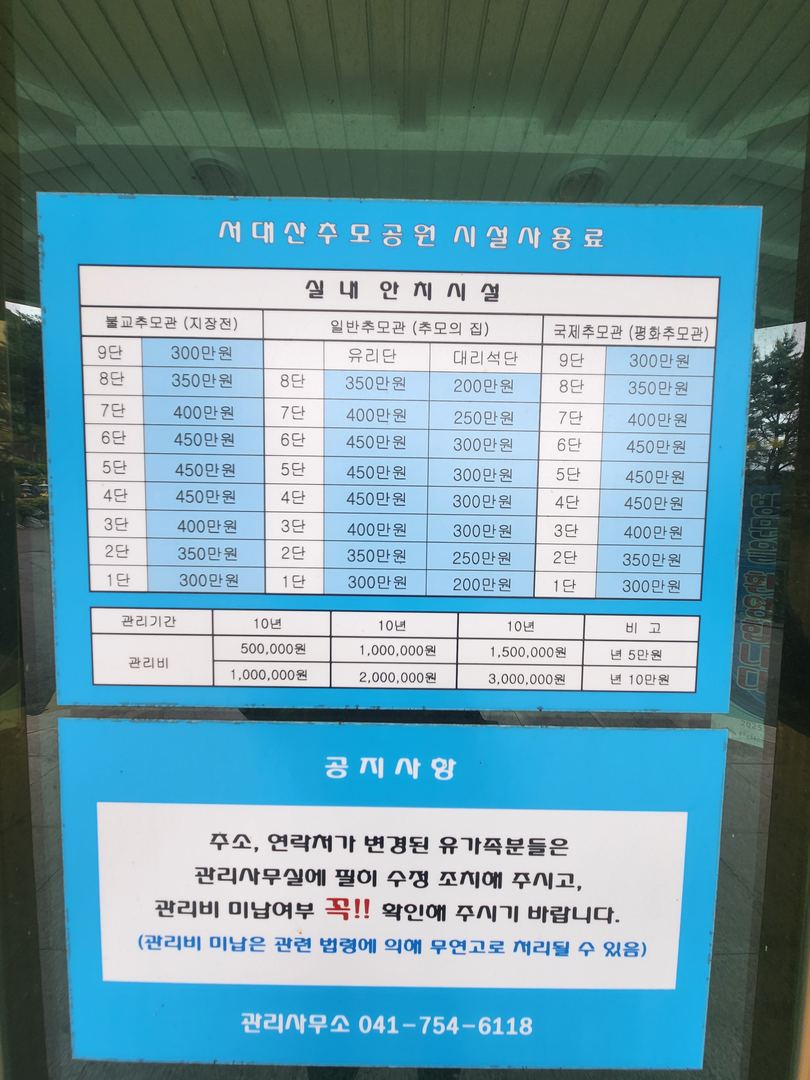 서대산추모공원 시설사용료
실내 안치시설
불교추모관 (지장전) 일반추모관 (추모의 집) 국제추모관 (평화추모관)
9단 300만원 유리단 대리석단 9단 300만원
8단 350만원 8단 350만원 200만원 8단 350만원
7단 400만원 7단 400만원 250만원 7단 400만원
6단 450만원 6단 450만원 300만원 6단 450만원
5단 450만원 5단 450만원 300만원 5단 450만원
4단 450만원 4단 450만원 300만원 4단 450만원
3단 400만원 3단 400만원 300만원 3단 400만원
2단 350만원 2단 350만원 250만원 2단 350만원
1단 300만원 1단 300만원 200만원 1단 300만원
관리기간 10년 10년 10년 비 고
관리비 500,000원 1,000,000원 1,500,000원 년 5만원
1,000,000원 2,000,000원 3,000,000원 년 10만원
공지사항
주소, 연락처가 변경된 유가족분들은
관리사무실에 필히 수정 조치해 주시고,
관리비 미납여부 꼭!! 확인해 주시기 바랍니다.
(관리비 미납은 관련 법령에 의해 무연고로 처리될 수 있음)
관리사무소 041-754-6118